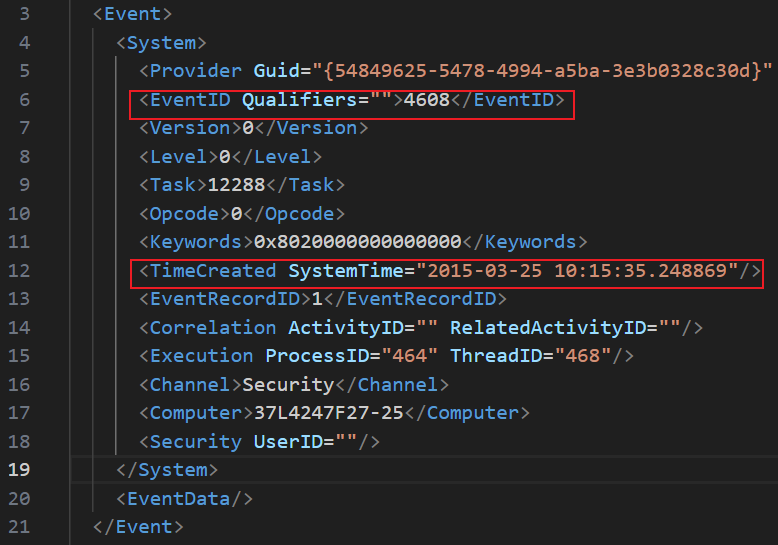 3 <Event>
4 <System>
5 <Provider Guid="{54849625-5478-4994-a5ba-3e3b0328c30d}"
6 <EventID Qualifiers="">4608</EventID>
7 <Version>0</Version>
8 <Level>0</Level>
9 <Task>12288</Task>
10 <Opcode>0</Opcode>
11 <Keywords>0x8020000000000000</Keywords>
12 <TimeCreated SystemTime="2015-03-25 10:15:35.248869"/>
13 <EventRecordID>1</EventRecordID>
14 <Correlation ActivityID="" RelatedActivityID=""/>
15 <Execution ProcessID="464" ThreadID="468"/>
16 <Channel>Security</Channel>
17 <Computer>37L4247F27-25</Computer>
18 <Security UserID=""/>
19 </System>
20 <EventData/>
21 </Event>